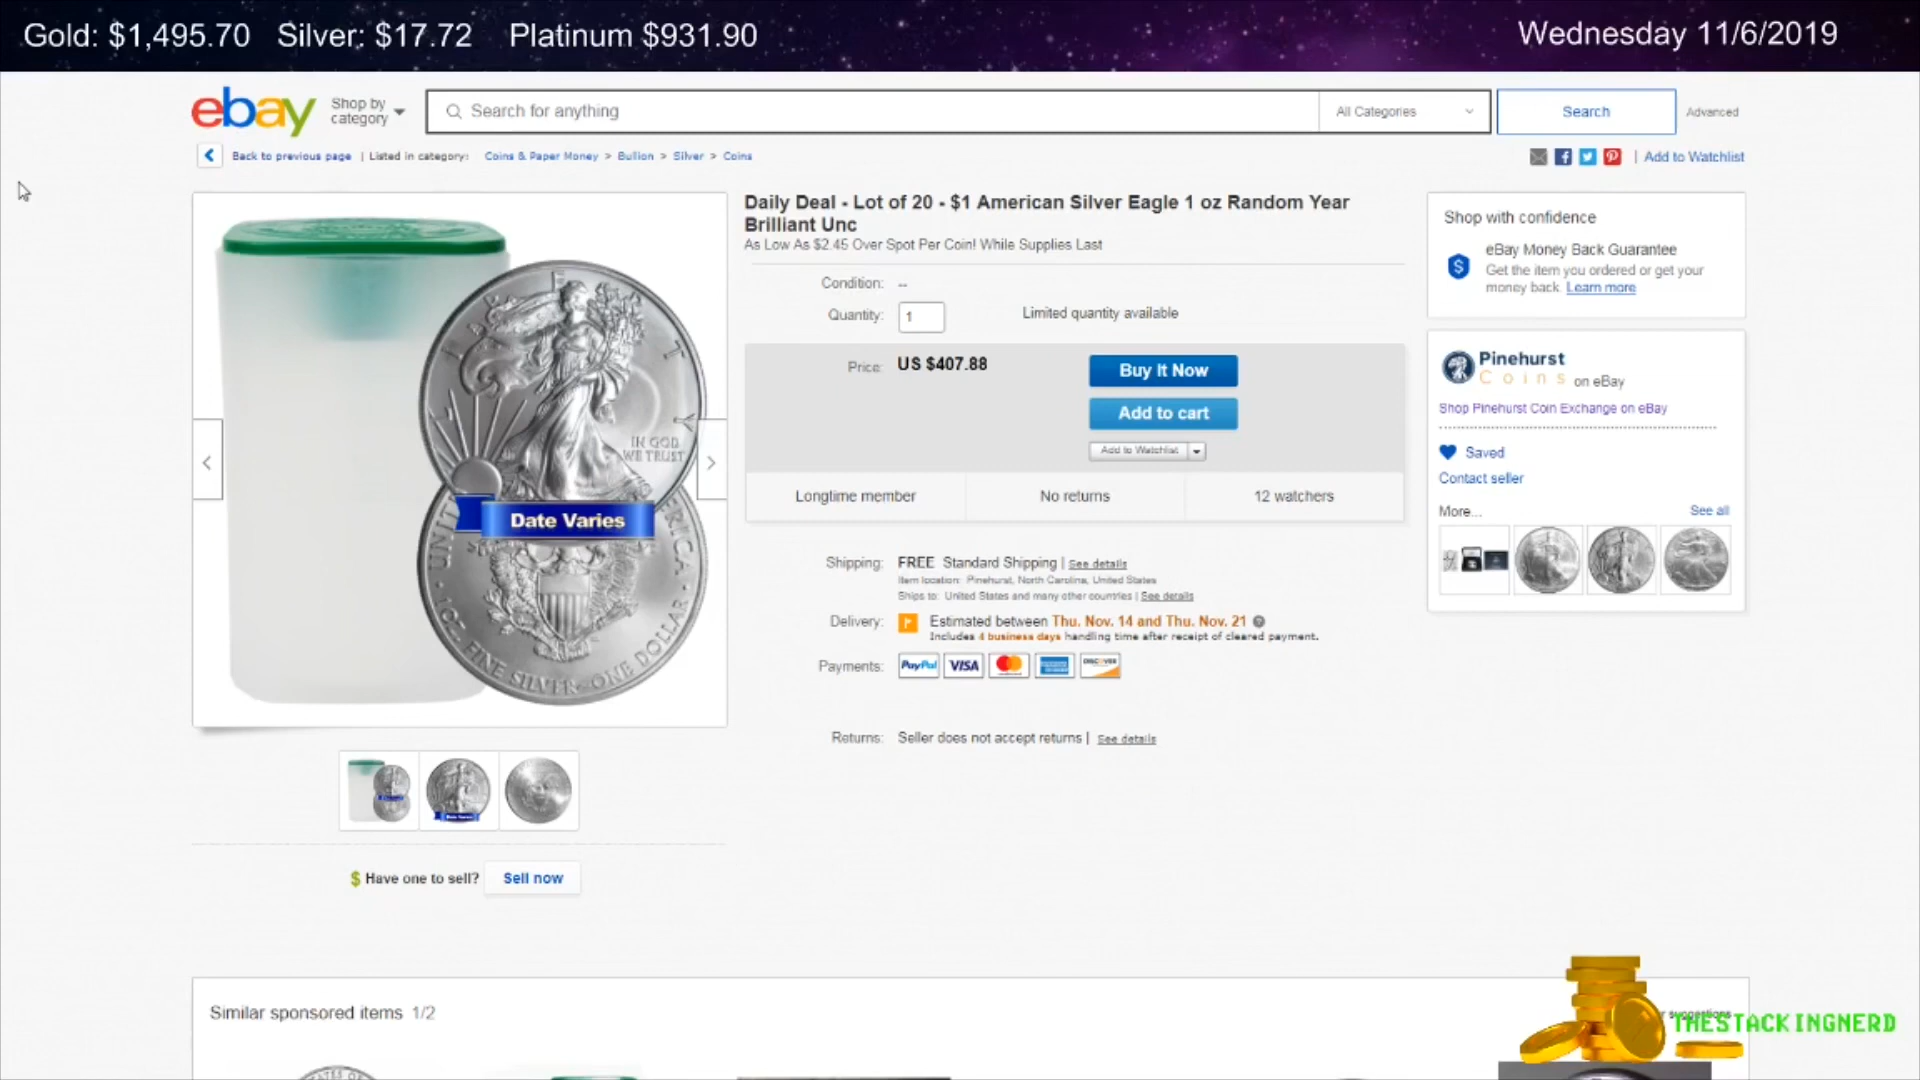 Gold: $1,495.70 Silver: $17.72 Platinum $931.90
Wednesday 11/6/2019
ebay
Shop by
category
Search for anything
All Categories
Search
Advanced
Back to previous page | Listed in category: Coins & Paper Money > Bullion > Silver > Coins
| Add to Watchlist
Daily Deal - Lot of 20 - $1 American Silver Eagle 1 oz Random Year
Brilliant Unc
As Low As $2.45 Over Spot Per Coin! While Supplies Last
Condition: --
Quantity: 1
Limited quantity available
Price: US $407.88
Buy It Now
Add to cart
Add to Watchlist
Longtime member
No returns
12 watchers
Shipping: FREE Standard Shipping | See details
Item location: Pinehurst, North Carolina, United States
Ships to: United States and many other countries | See details
Delivery: Estimated between Thu. Nov. 14 and Thu. Nov. 21
Includes 4 business days handling time after receipt of cleared payment.
Payments: PayPal VISA
DISCOVER
Returns: Seller does not accept returns | See details
IN GOD
WE TRUST
Date Varies
$ Have one to sell? Sell now
Shop with confidence
eBay Money Back Guarantee
Get the item you ordered or get your
money back. Learn more
Pinehurst
Coins on eBay
Shop Pinehurst Coin Exchange on eBay
Saved
Contact seller
More...
See all
Similar sponsored items 1/2
suggestions
THESTACKINGNERD